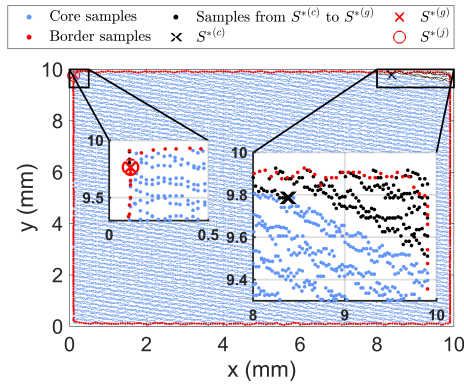 Core samples
Samples from S*(c) to S*(g)
S*(g)
Border samples
S*(c)
S*(j)
10
8
6
4
2
0
y (mm)
0 2 4 6 8 10
x (mm)
10
9.5
0 0.5
10
9.8
9.6
9.4
8 9 10